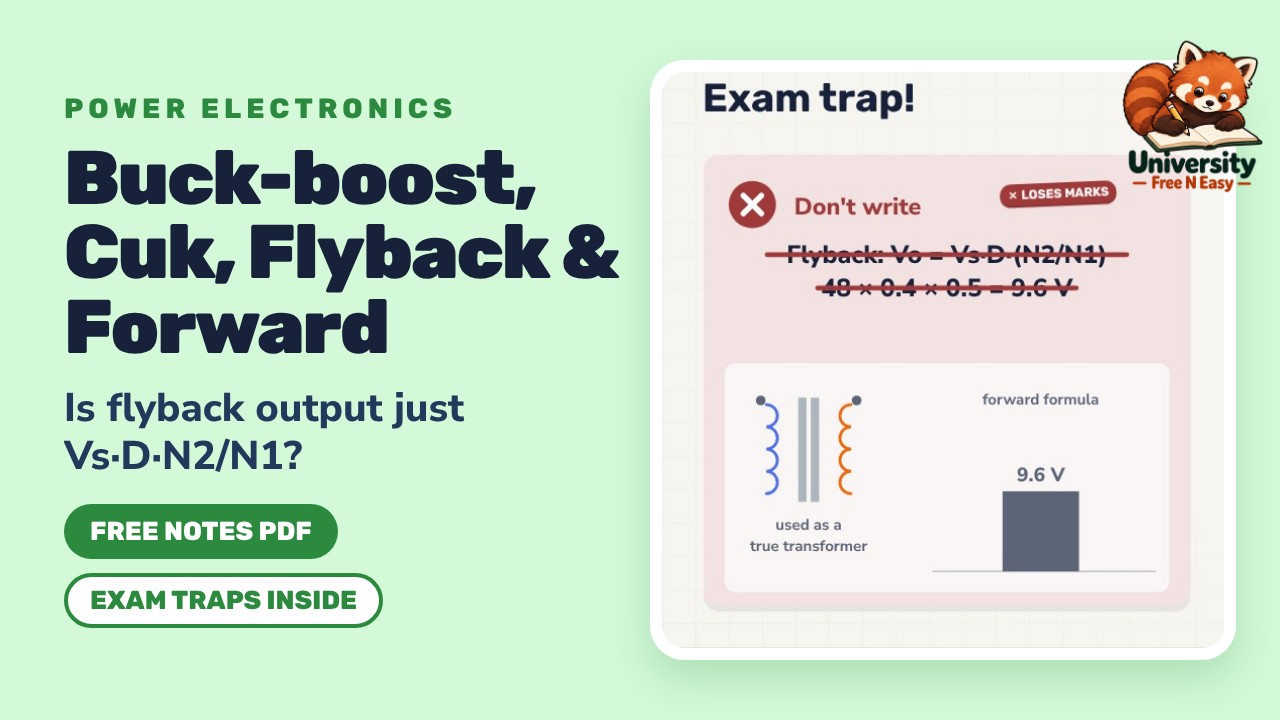 POWER ELECTRONICS
Buck-boost,
Cuk, Flyback &
Forward
Is flyback output just
Vs·D·N2/N1?
FREE NOTES PDF
EXAM TRAPS INSIDE
Exam trap!
Don't write
× LOSES MARKS
Flyback: Vo = Vs·D·(N2/N1)
48 × 0.4 × 0.5 = 9.6 V
used as a
true transformer
forward formula
9.6 V
University
Free N Easy